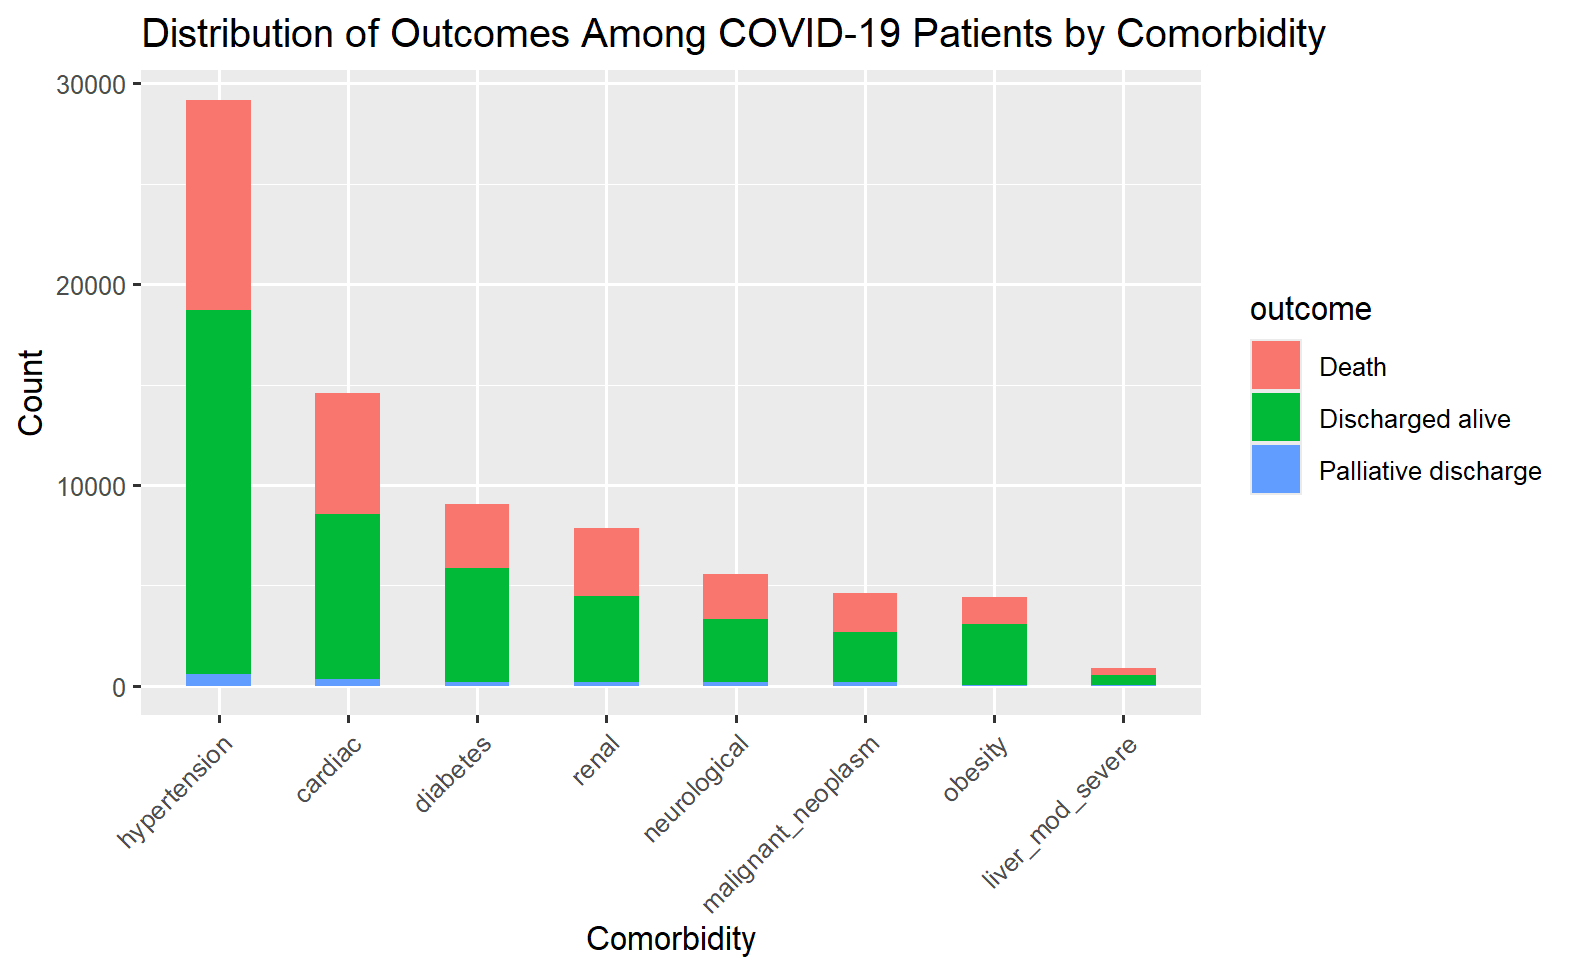 Distribution of Outcomes Among COVID-19 Patients by Comorbidity
Count
30000
20000
10000
0
hypertension
cardiac
diabetes
renal
neurological
malignant_neoplasm
obesity
liver_mod_severe
Comorbidity
outcome
Death
Discharged alive
Palliative discharge